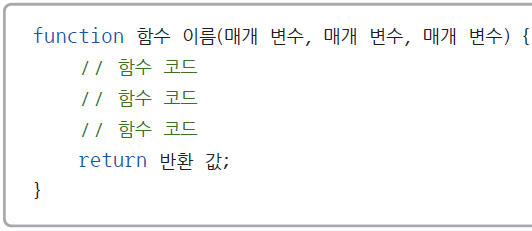 function 함수 이름(매개 변수, 매개 변수, 매개 변수) {
// 함수 코드
// 함수 코드
// 함수 코드
return 반환 값;
}